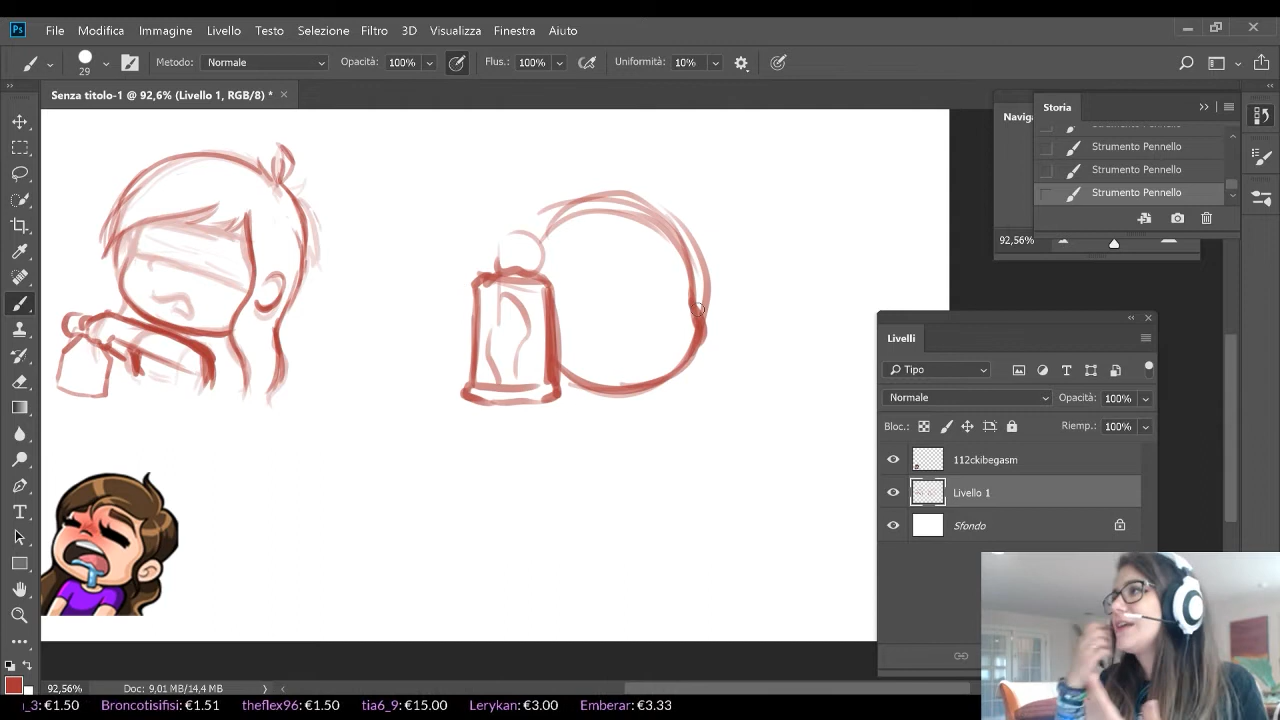 Ps File Modifica Immagine Livello Testo Selezione Filtro 3D Visualizza Finestra Aiuto
29 Metodo: Normale Opacità: 100% Flus.: 100% Uniformità: 10%
Senza titolo-1 @ 92,6% (Livello 1, RGB/8) *
Storia
Strumento Pennello
Strumento Pennello
Strumento Pennello
92,56%
Livelli
Tipo
Normale Opacità: 100%
Bloc.: Riemp.: 100%
112ckibegasm
Livello 1
Sfondo
92,56% Doc: 9,01 MB/14,4 MB
_3: €1.50 Broncotisifisi: €1.51 theflex96: €1.50 tia6_9: €15.00 Lerykan: €3.00 Emberar: €3.33